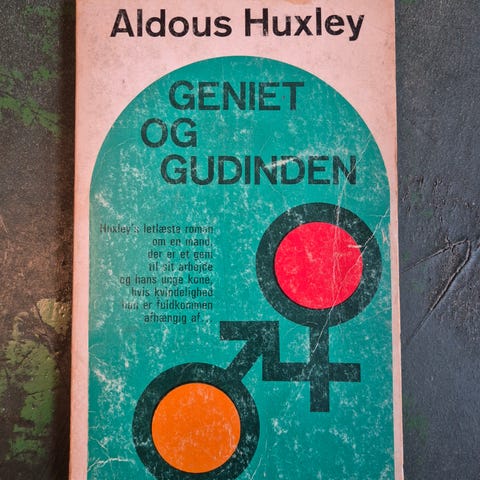 Aldous Huxley
GENIET
OG
GUDINDEN
Huxley's letlæste roman
om en mand,
der er et geni
til sit arbejde
og hans unge kone,
hvis kvindelighed
han er fuldkommen
afhængig af...